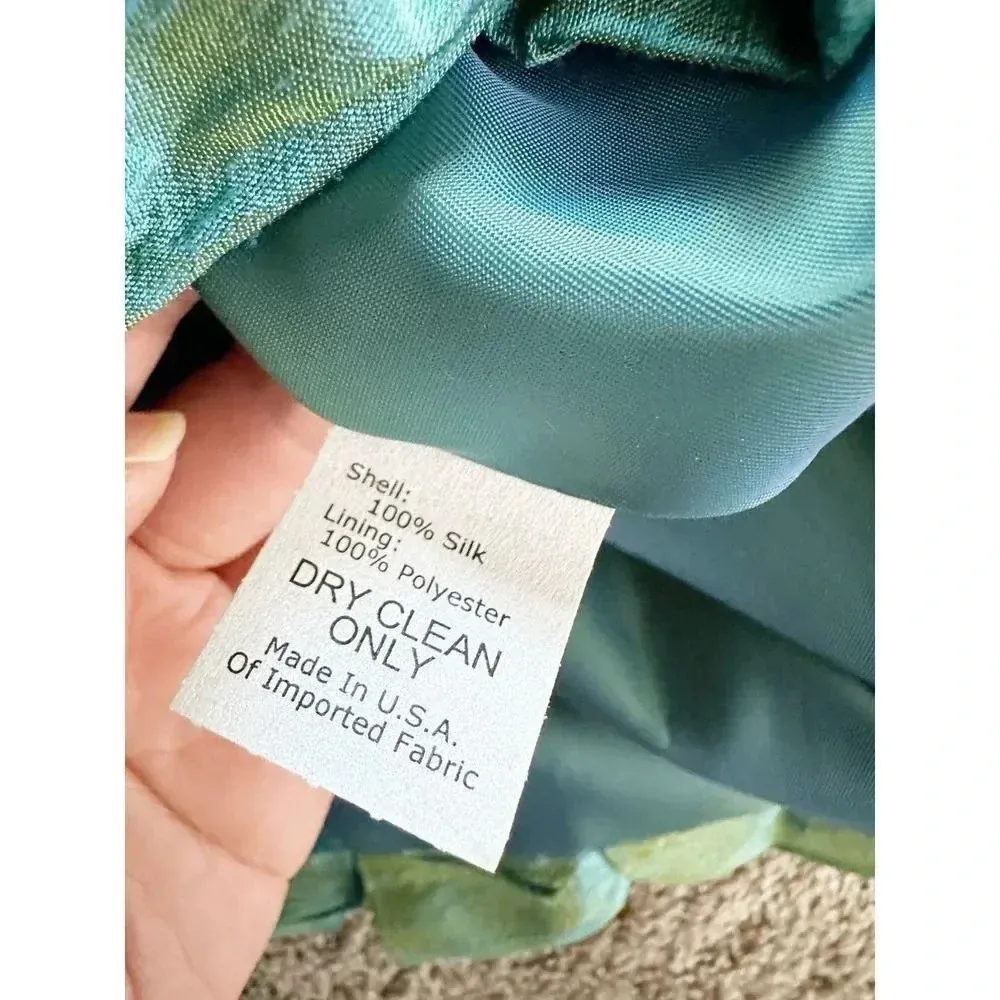 Shell:
100% Silk
Lining:
100% Polyester
DRY CLEAN
ONLY
Made In U.S.A.
Of Imported Fabric